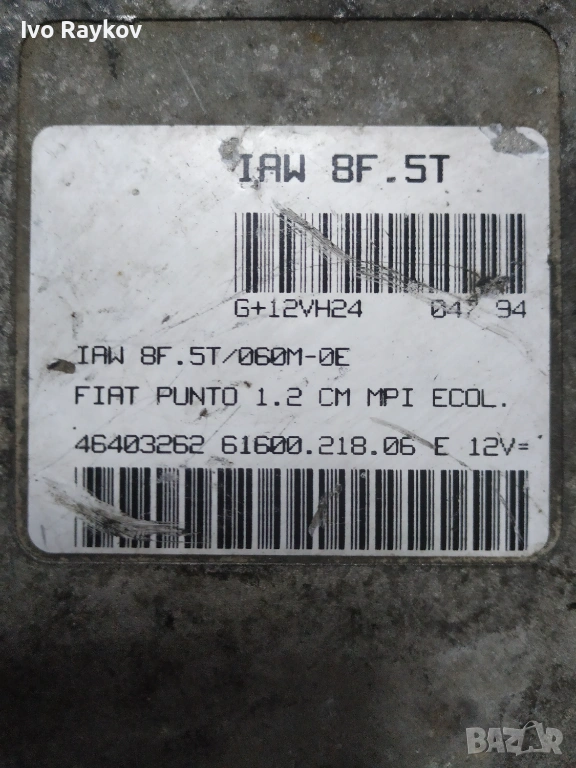 Ivo Raykov
IAW 8F.5T
G+12VH24 04/ 94
IAW 8F.5T/060M-0E
FIAT PUNTO 1.2 CM MPI ECOL.
46403262 61600.218.06 E 12V=
BAZAR